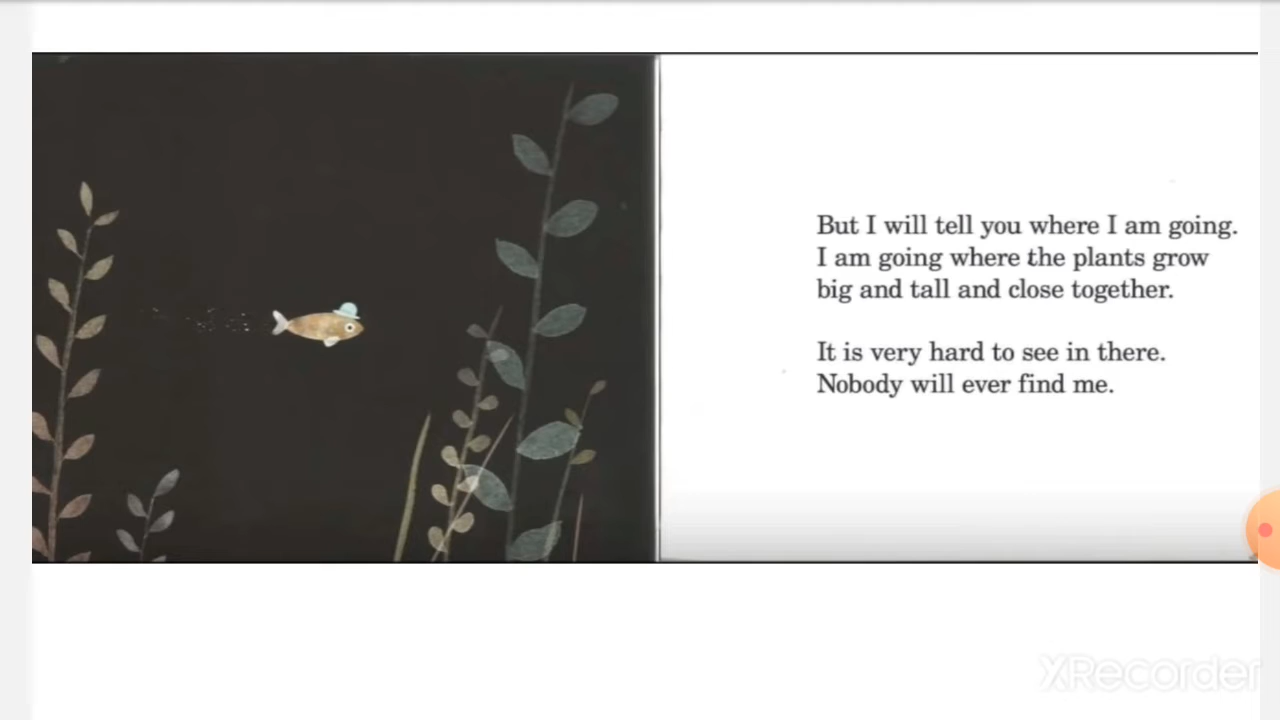 But I will tell you where I am going.
I am going where the plants grow
big and tall and close together.
It is very hard to see in there.
Nobody will ever find me.
XRecorder